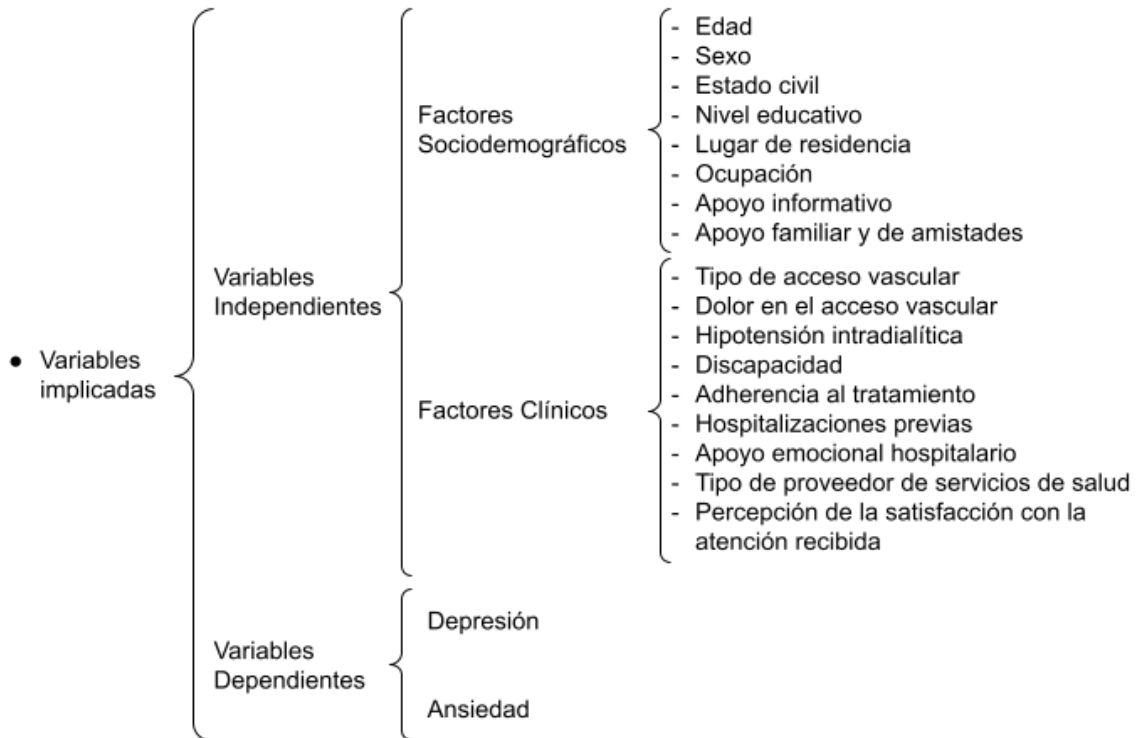 ● Variables
implicadas
Variables
Independientes
Factores
Sociodemográficos
- Edad
- Sexo
- Estado civil
- Nivel educativo
- Lugar de residencia
- Ocupación
- Apoyo informativo
- Apoyo familiar y de amistades
Factores Clínicos
- Tipo de acceso vascular
- Dolor en el acceso vascular
- Hipotensión intradialítica
- Discapacidad
- Adherencia al tratamiento
- Hospitalizaciones previas
- Apoyo emocional hospitalario
- Tipo de proveedor de servicios de salud
- Percepción de la satisfacción con la
atención recibida
Variables
Dependientes
Depresión
Ansiedad